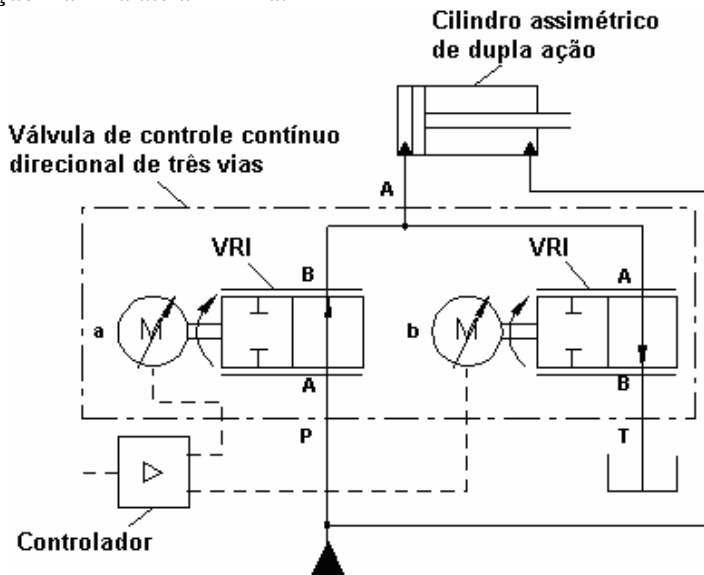 Cilindro assimétrico
de dupla ação
Válvula de controle contínuo
direcional de três vias
A
VRI
B
VRI
A
a
M
b
M
A
B
P
T
Controlador